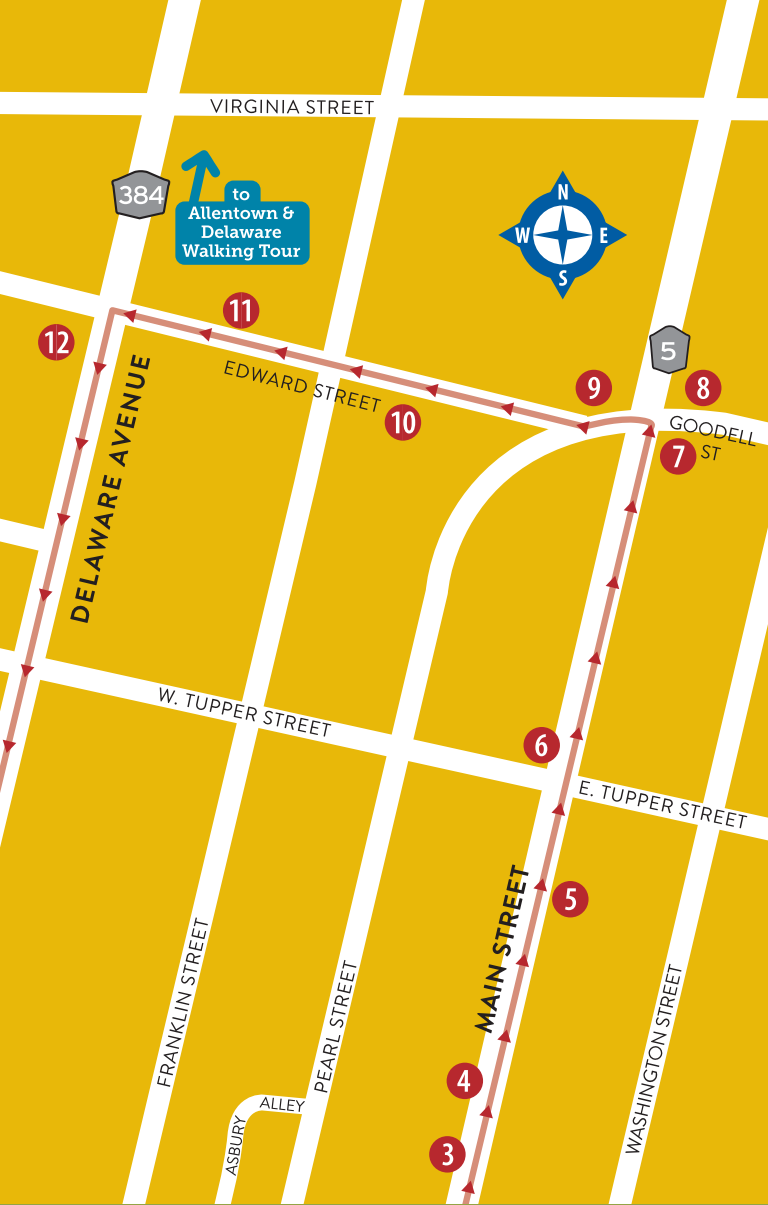 VIRGINIA STREET
384
to
Allentown &
Delaware
Walking Tour
N
W
E
S
11
12
5
9
8
EDWARD STREET
10
GOODELL
ST
7
DELAWARE AVENUE
W. TUPPER STREET
6
E. TUPPER STREET
5
MAIN STREET
FRANKLIN STREET
PEARL STREET
WASHINGTON STREET
4
ALLEY
ASBURY
3